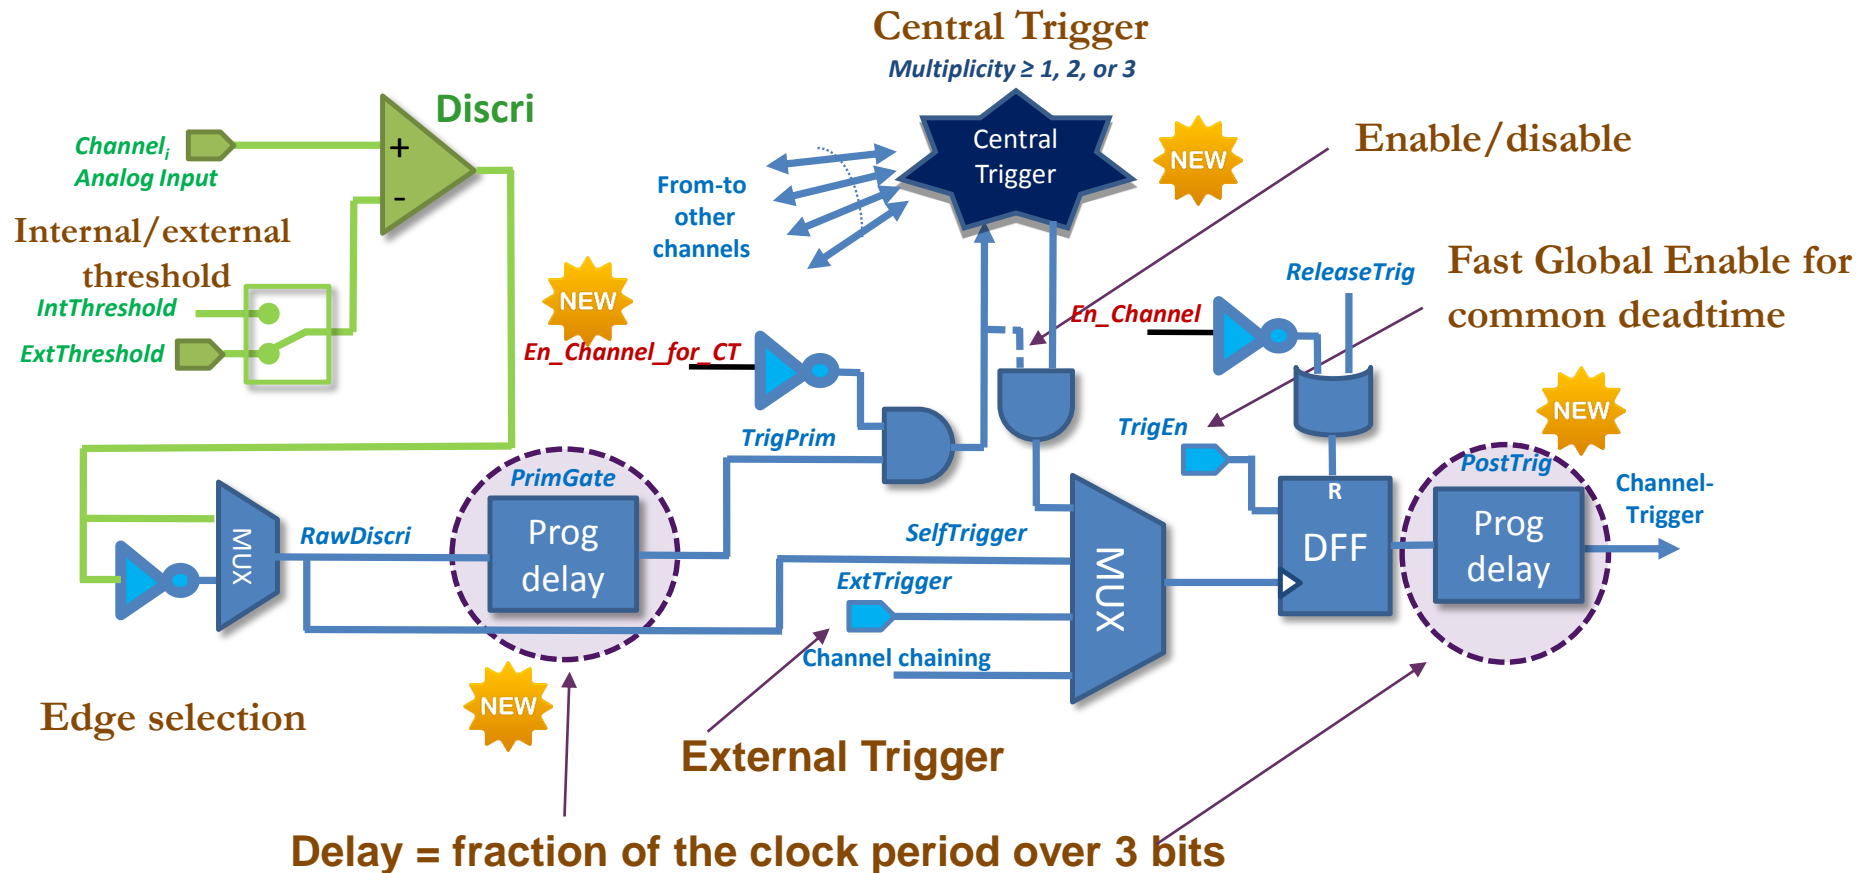 Central Trigger
Multiplicity ≥ 1, 2, or 3
Discri
Channel_i
Analog Input
+
-
Central
Trigger
NEW
Enable/disable
From-to
other
channels
Internal/external
threshold
IntThreshold
ExtThreshold
NEW
En_Channel_for_CT
En_Channel
ReleaseTrig
Fast Global Enable for
common deadtime
NEW
TrigPrim
TrigEn
PrimGate
Prog
delay
RawDiscri
MUX
SelfTrigger
ExtTrigger
Channel chaining
MUX
R
DFF
PostTrig
Prog
delay
Channel-
Trigger
Edge selection
NEW
External Trigger
Delay = fraction of the clock period over 3 bits